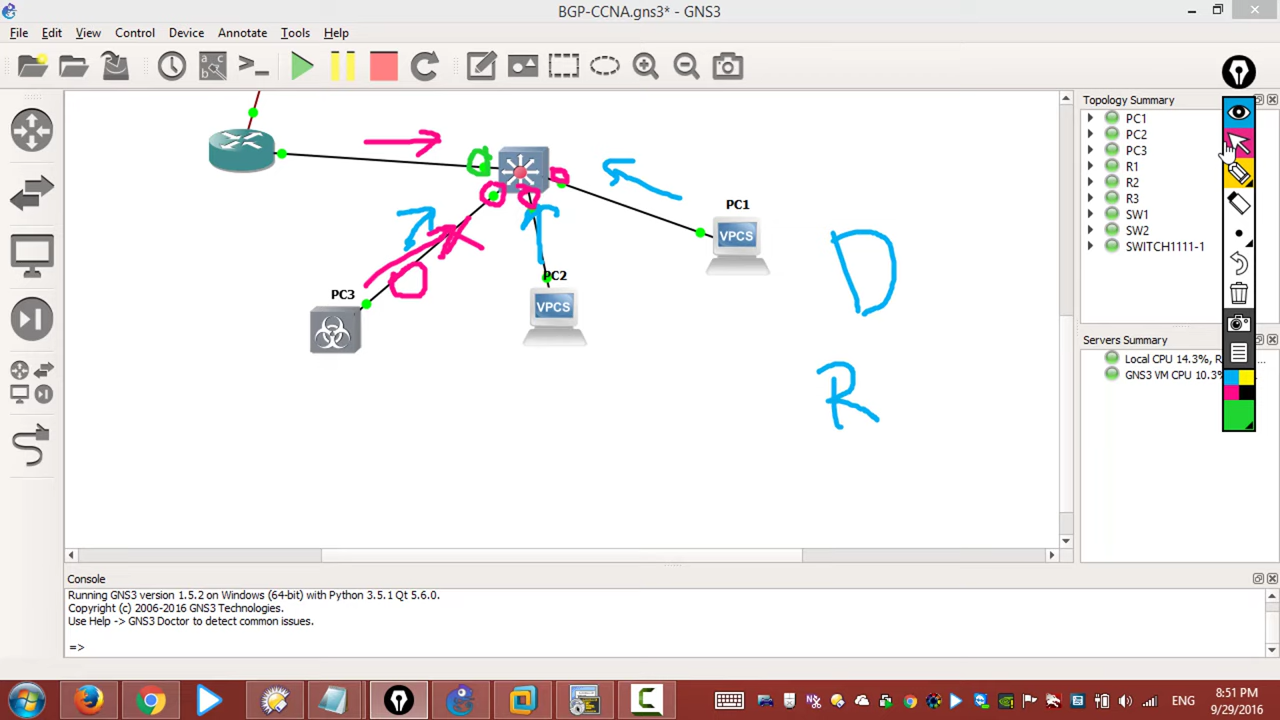 BGP-CCNA.gns3* - GNS3
File Edit View Control Device Annotate Tools Help
Topology Summary
PC1
PC2
PC3
R1
R2
R3
SW1
SW2
SWITCH1111-1
PC1
VPCS
PC2
VPCS
PC3
D
R
Servers Summary
Local CPU 14.3%, R ...
GNS3 VM CPU 10.3% ...
Console
Running GNS3 version 1.5.2 on Windows (64-bit) with Python 3.5.1 Qt 5.6.0.
Copyright (c) 2006-2016 GNS3 Technologies.
Use Help -> GNS3 Doctor to detect common issues.
=>
ENG
8:51 PM
9/29/2016